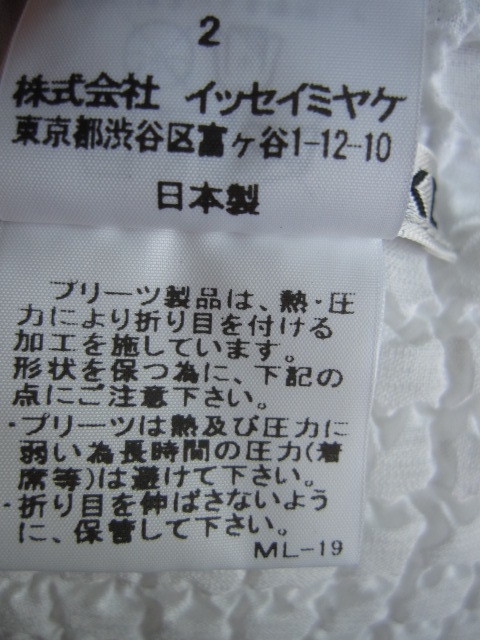 2
株式会社 イッセイミヤケ
東京都渋谷区富ヶ谷1-12-10
日本製
プリーツ製品は、熱・圧
力により折り目を付ける
加工を施しています。
形状を保つ為に、下記の
点にご注意下さい。
・プリーツは熱及び圧力に
弱い為長時間の圧力(着
席等)は避けて下さい。
・折り目を伸ばさないよう
に、保管して下さい。
ML-19